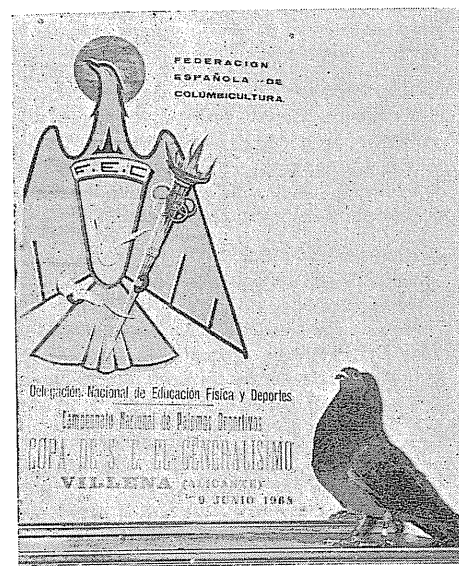 FEDERACION
ESPAÑOLA DE
COLUMBICULTURA
F.E.C
Delegación Nacional de Educación Física y Deportes
Campeonato Nacional de Palomos Deportivos
COPA DE S. E. EL GENERALISIMO
VILLENA (ALICANTE)
9 JUNIO 1968